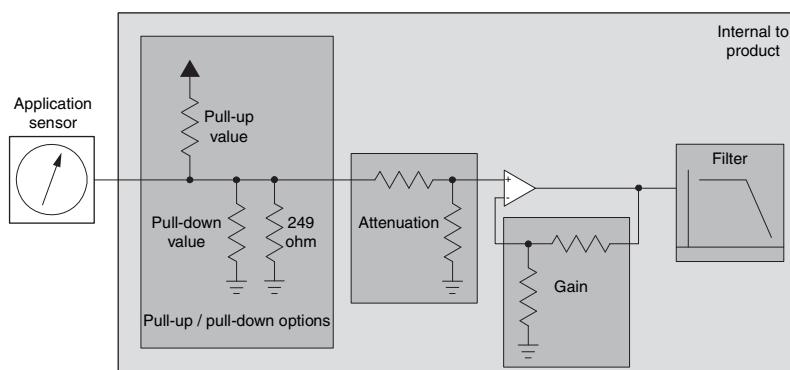 Internal to
product
Application
sensor
Pull-up
value
Filter
Pull-down
value
249
ohm
Attenuation
+
-
Gain
Pull-up / pull-down options